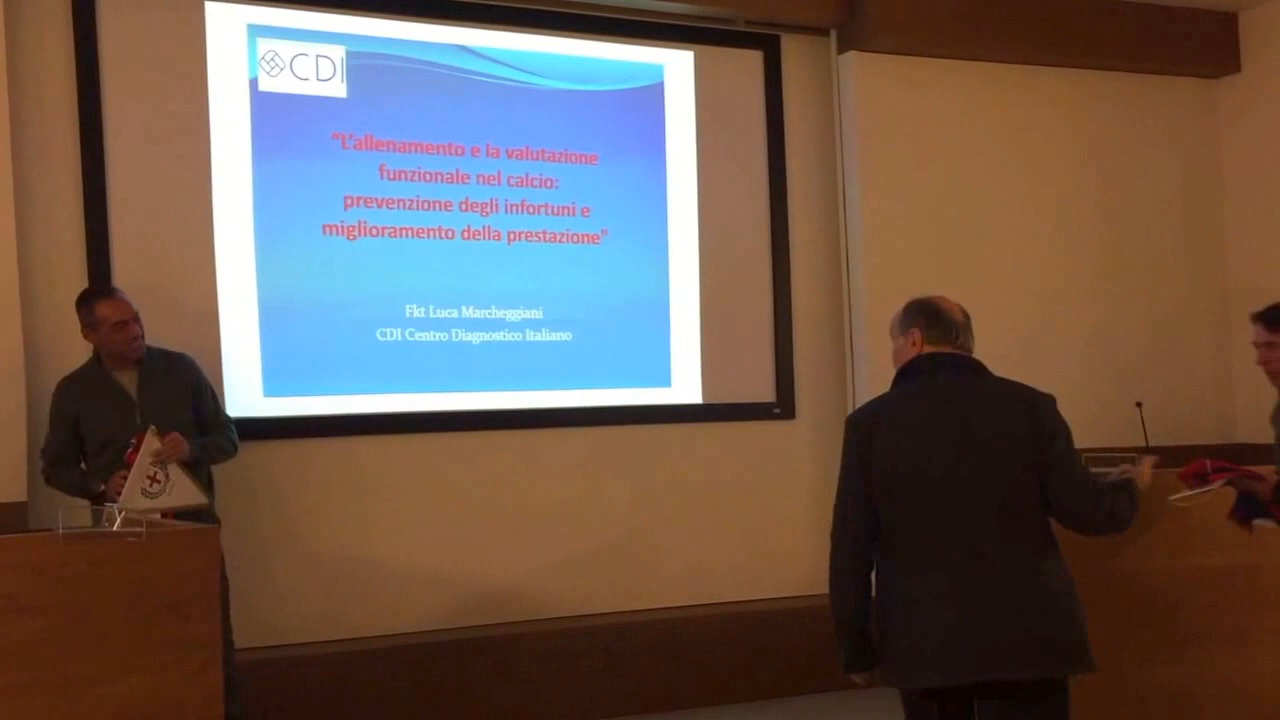 CDI
"L'allenamento e la valutazione
funzionale nel calcio:
prevenzione degli infortuni e
miglioramento della prestazione"
Fkt Luca Marcheggiani
CDI Centro Diagnostico Italiano